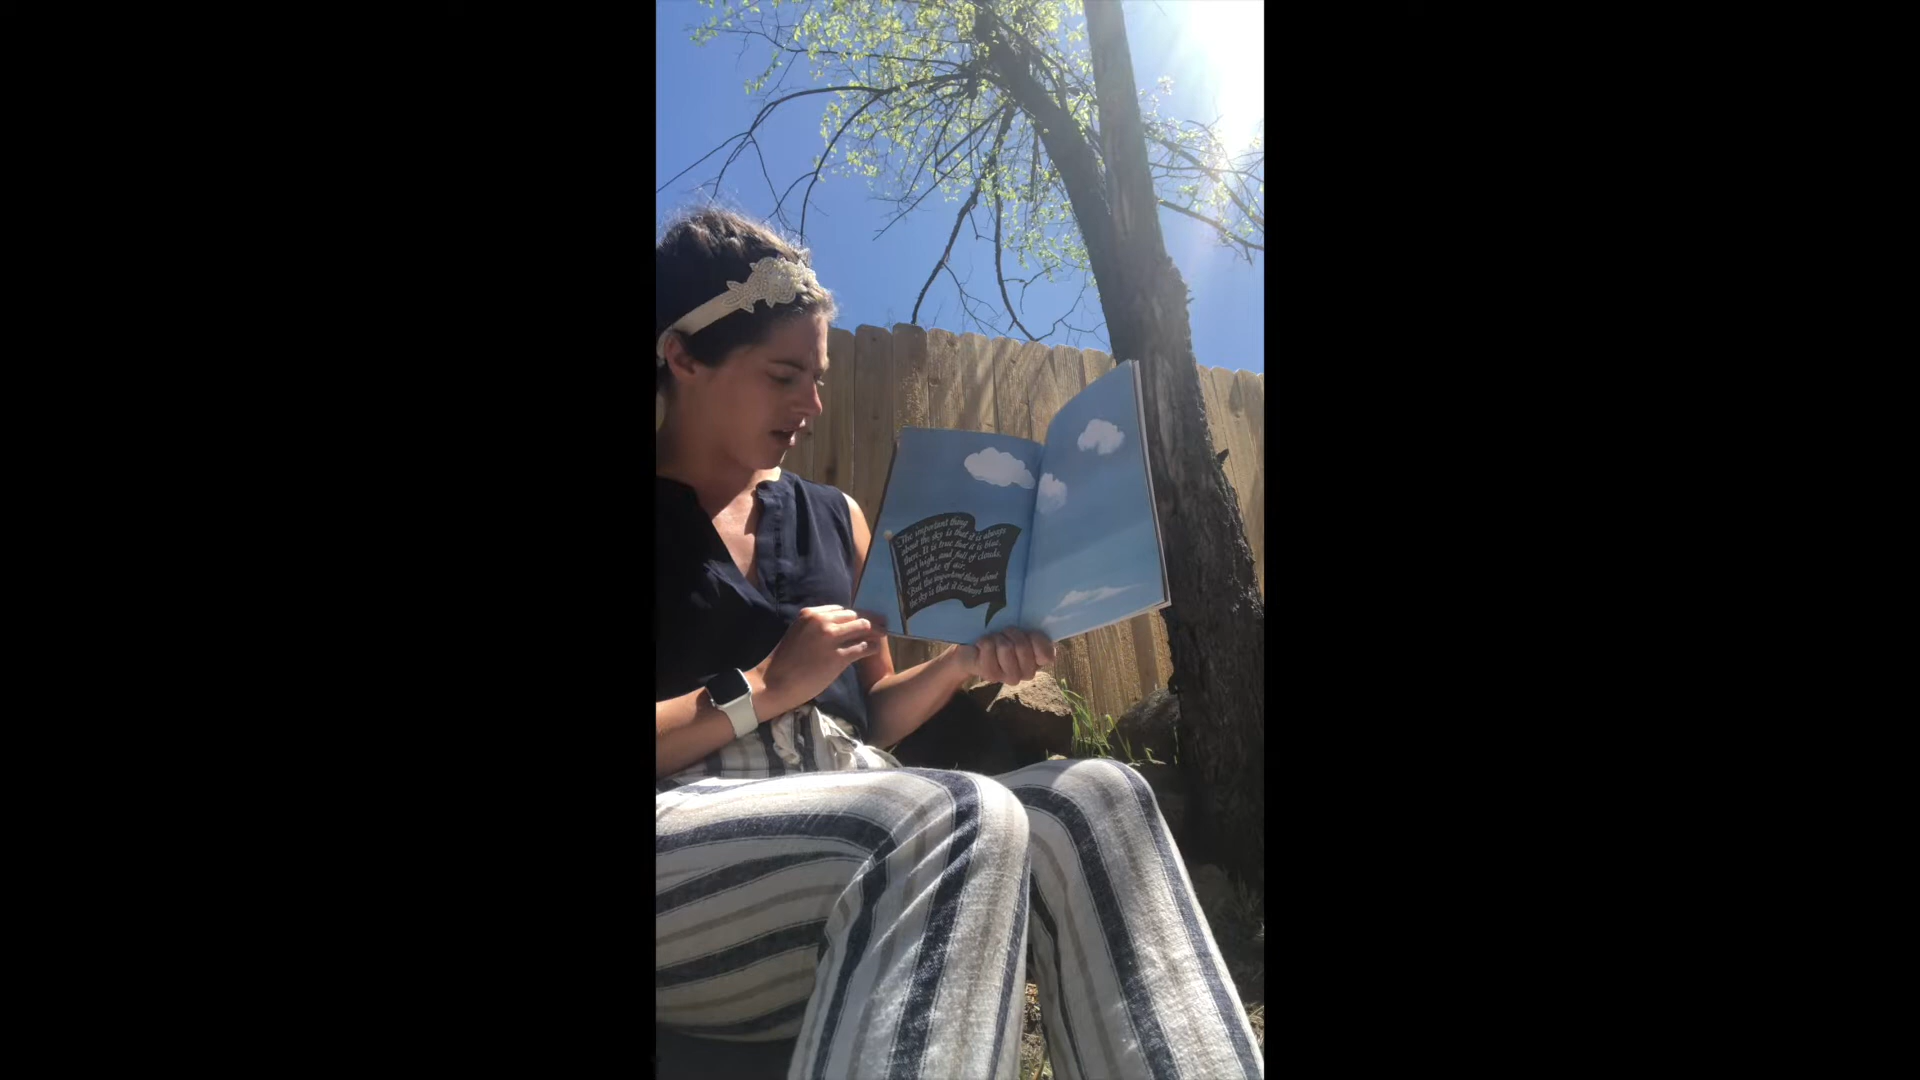 The important thing
about the sky is that it is always
there. It is true that it is blue,
and high, and full of clouds,
and made of air.
But the important thing about
the sky is that it is always there.